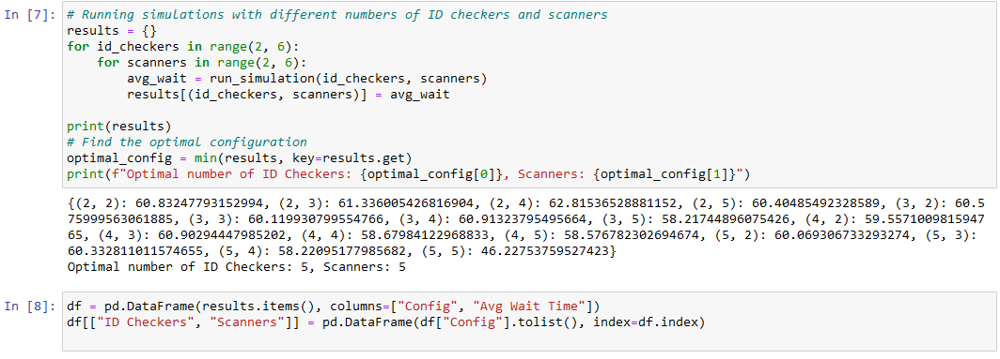 In [7]: # Running simulations with different numbers of ID checkers and scanners
results = {}
for id_checkers in range(2, 6):
    for scanners in range(2, 6):
        avg_wait = run_simulation(id_checkers, scanners)
        results[(id_checkers, scanners)] = avg_wait

print(results)
# Find the optimal configuration
optimal_config = min(results, key=results.get)
print(f"Optimal number of ID Checkers: {optimal_config[0]}, Scanners: {optimal_config[1]}")
{(2, 2): 60.83247793152994, (2, 3): 61.336005426816904, (2, 4): 62.81536528881152, (2, 5): 60.40485492328589, (3, 2): 60.5
75999563061885, (3, 3): 60.119930799554766, (3, 4): 60.91323795495664, (3, 5): 58.21744896075426, (4, 2): 59.5571009815947
65, (4, 3): 60.90294447985202, (4, 4): 58.67984122968833, (4, 5): 58.576782302694674, (5, 2): 60.069306733293274, (5, 3):
60.332811011574655, (5, 4): 58.22095177985682, (5, 5): 46.22753759527423}
Optimal number of ID Checkers: 5, Scanners: 5
In [8]: df = pd.DataFrame(results.items(), columns=["Config", "Avg Wait Time"])
df[["ID Checkers", "Scanners"]] = pd.DataFrame(df["Config"].tolist(), index=df.index)